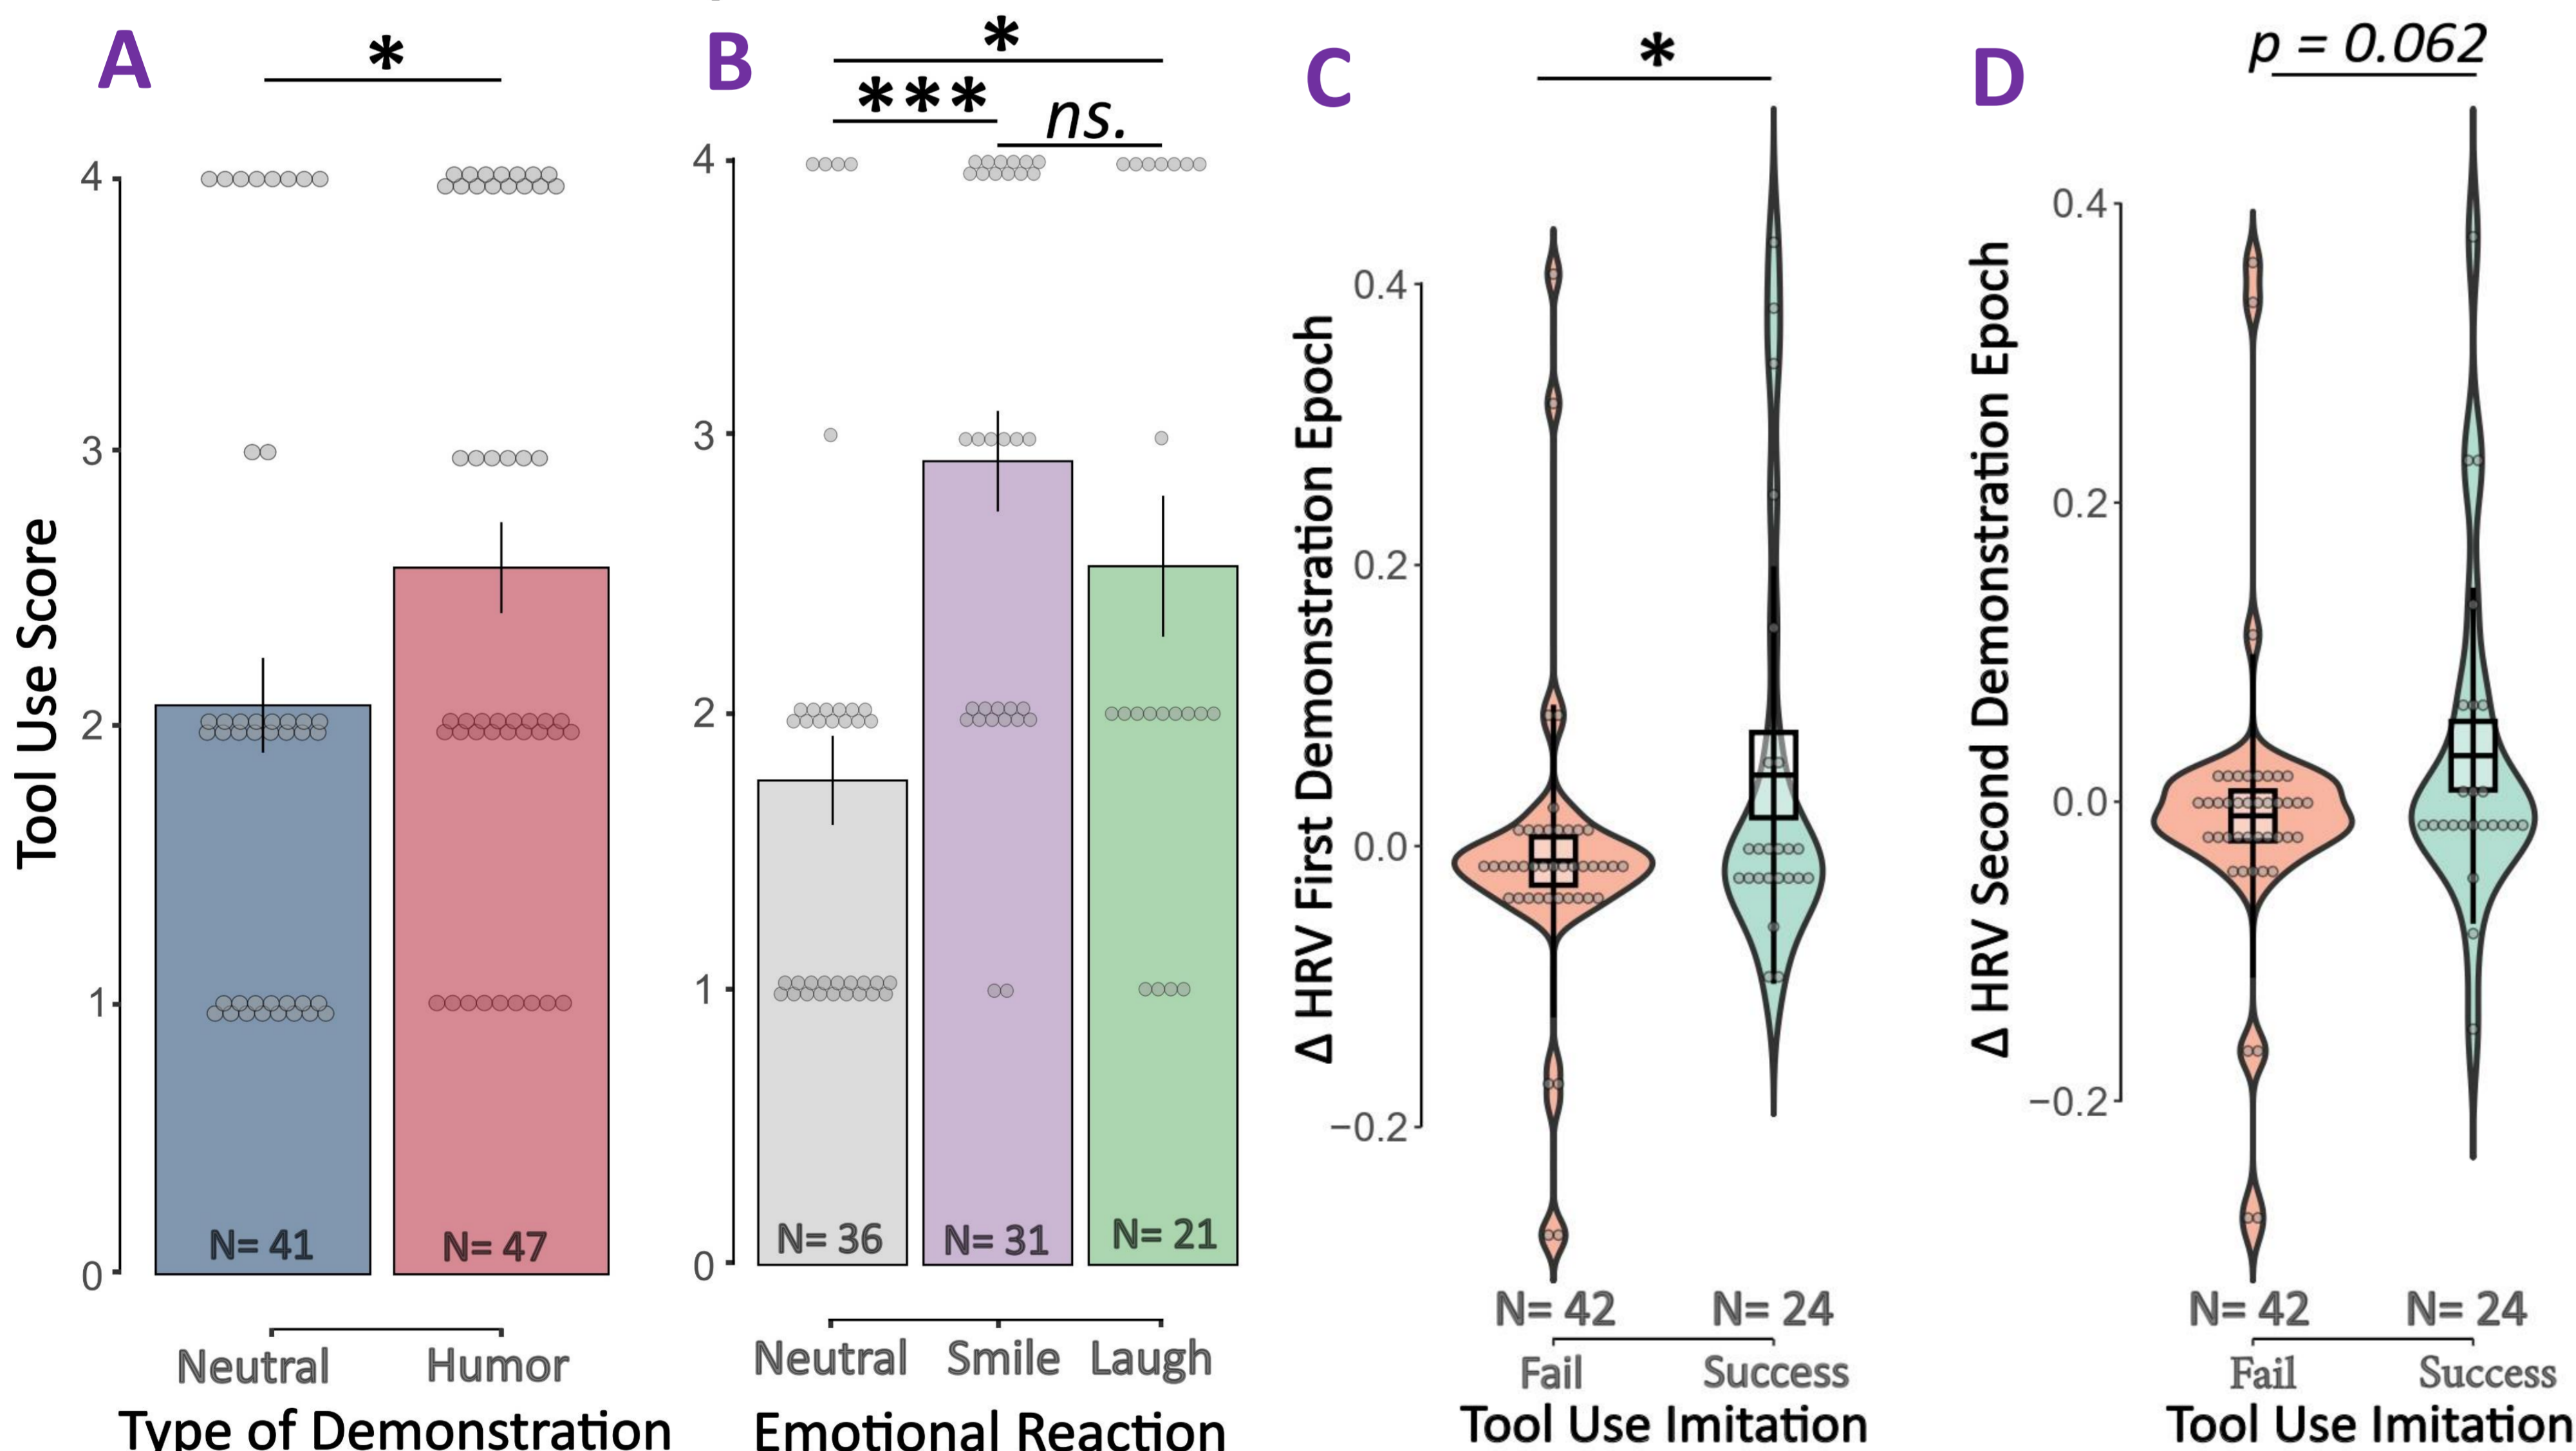 A
*
Tool Use Score
4
3
2
1
0
N= 41
N= 47
Neutral
Humor
Type of Demonstration
B
*
***
ns.
4
3
2
1
0
N= 36
N= 31
N= 21
Neutral
Smile
Laugh
Emotional Reaction
C
*
Δ HRV First Demonstration Epoch
0.4
0.2
0.0
−0.2
N= 42
N= 24
Fail
Success
Tool Use Imitation
D
p = 0.062
Δ HRV Second Demonstration Epoch
0.4
0.2
0.0
−0.2
N= 42
N= 24
Fail
Success
Tool Use Imitation